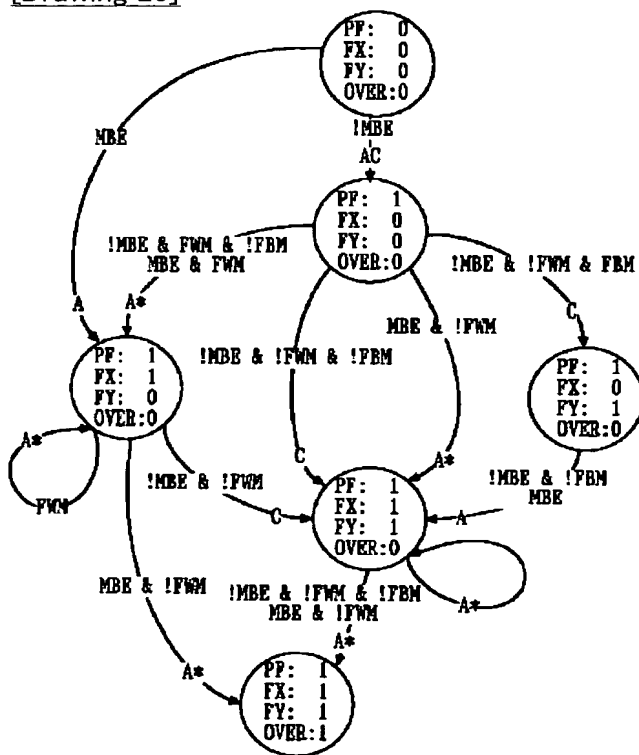 [Drawing 20]
PF: 0
FX: 0
FY: 0
OVER:0
MBE
!MBE
AC
PF: 1
FX: 0
FY: 0
OVER:0
!MBE & FWM & !FBM
MBE & FWM
!MBE & !FWM & FBM
A
A*
MBE & !FWM
C
!MBE & !FWM & !FBM
PF: 1
FX: 1
FY: 0
OVER:0
PF: 1
FX: 0
FY: 1
OVER:0
A*
FWM
!MBE & !FWM
C
A*
!MBE & !FBM
MBE
C
PF: 1
FX: 1
FY: 1
OVER:0
A
MBE & !FWM
!MBE & !FWM & !FBM
MBE & !FWM
A*
A*
A*
PF: 1
FX: 1
FY: 1
OVER:1